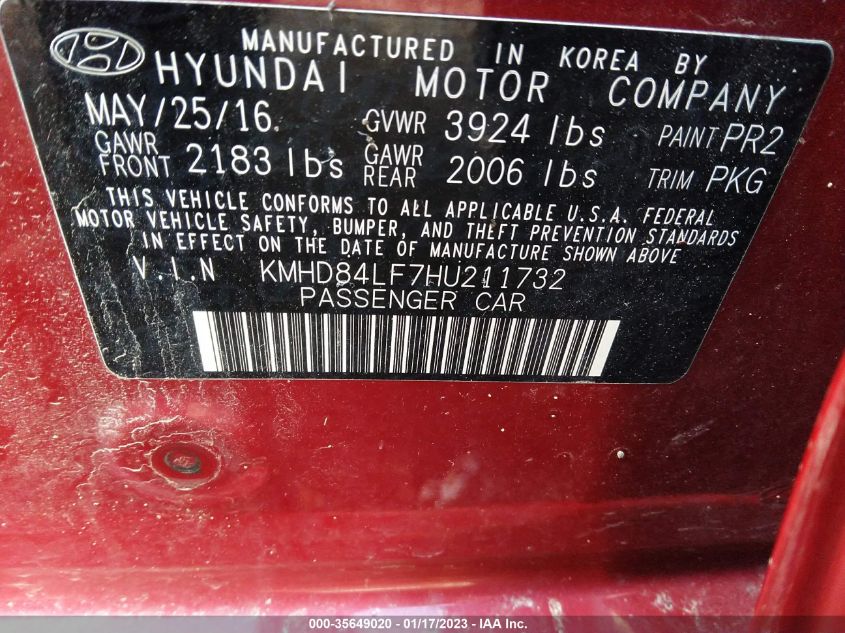 MANUFACTURED IN KOREA BY
HYUNDAI MOTOR COMPANY
MAY/25/16 GVWR 3924 lbs PAINT PR2
GAWR FRONT 2183 lbs GAWR REAR 2006 lbs TRIM PKG
THIS VEHICLE CONFORMS TO ALL APPLICABLE U.S.A. FEDERAL
MOTOR VEHICLE SAFETY, BUMPER, AND THEFT PREVENTION STANDARDS
IN EFFECT ON THE DATE OF MANUFACTURE SHOWN ABOVE
V.I.N KMHD84LF7HU211732
PASSENGER CAR
000-35649020 - 01/17/2023 - IAA Inc.